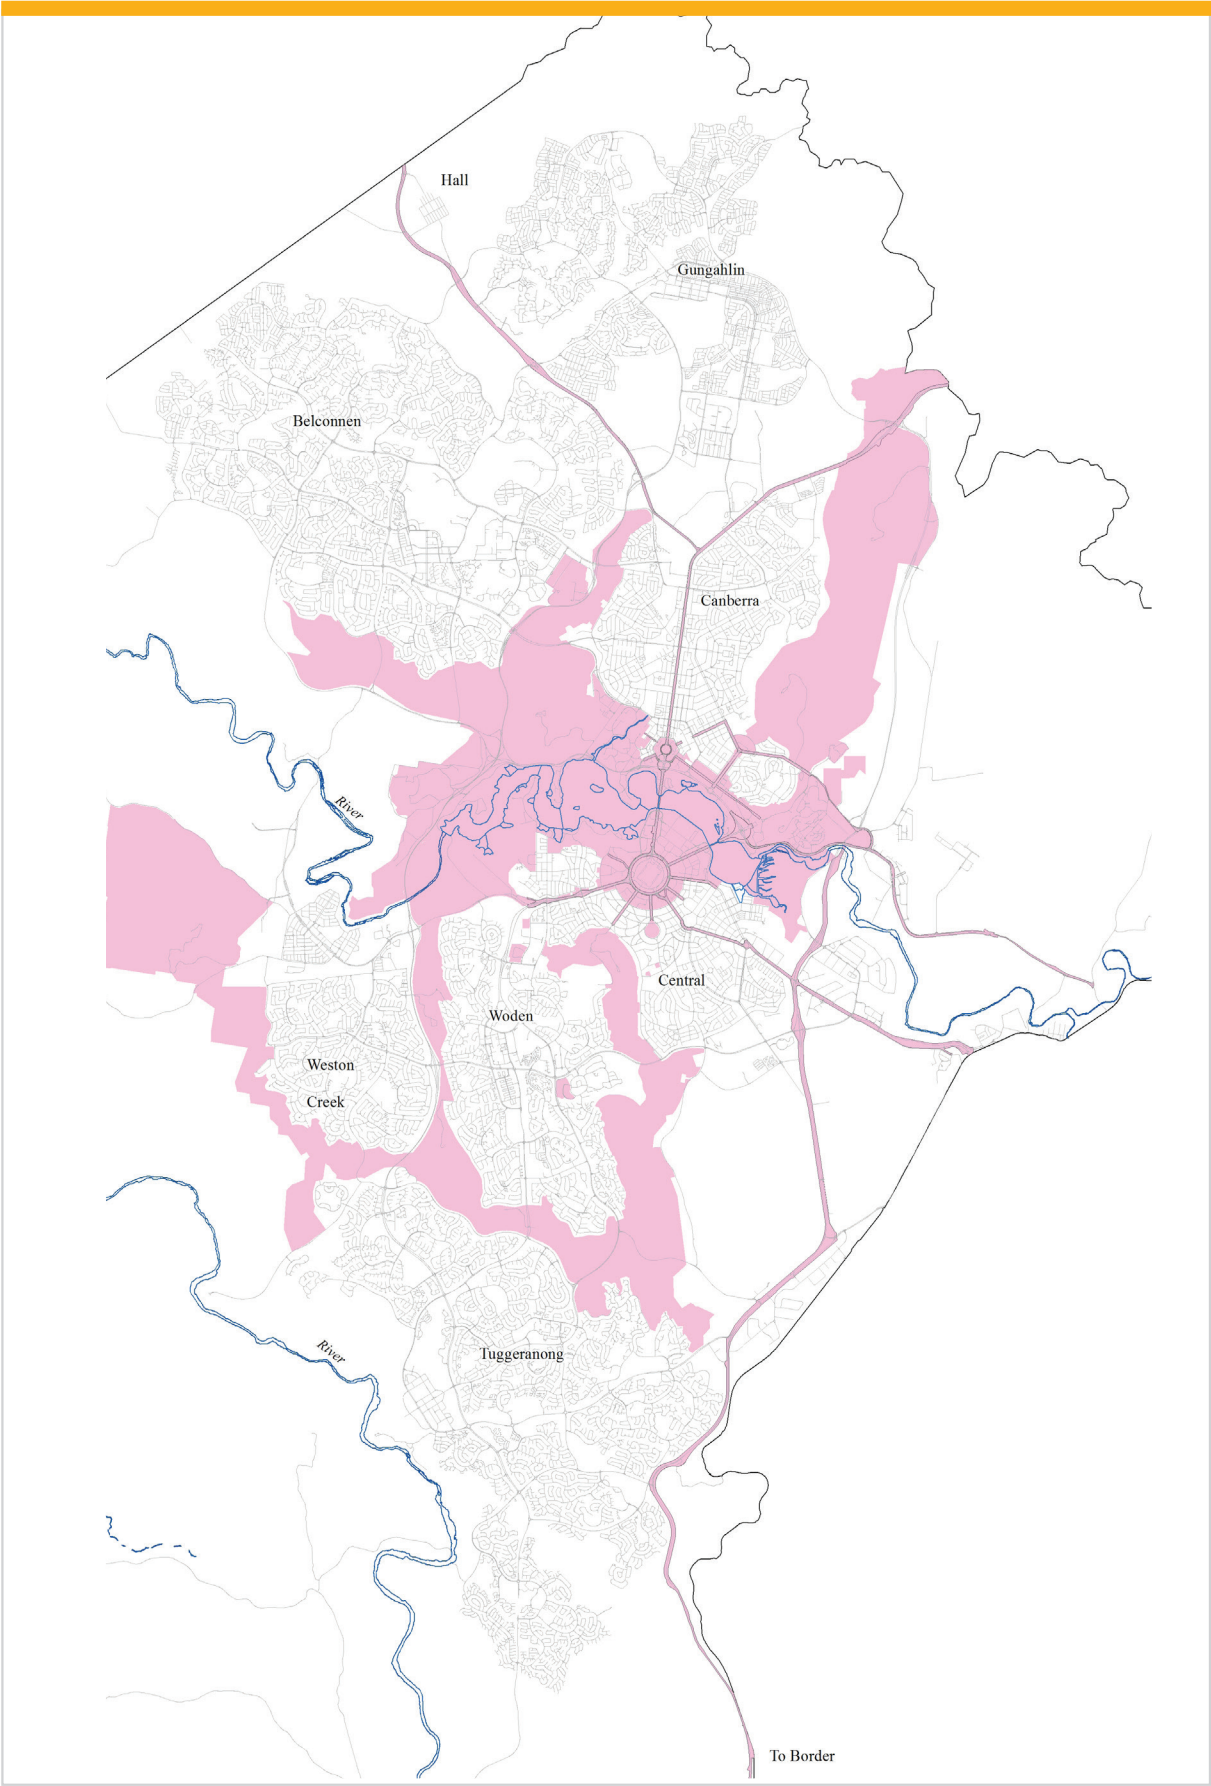 Hall
Gungahlin
Belconnen
Canberra
River
Central
Woden
Weston
Creek
River
Tuggeranong
To Border